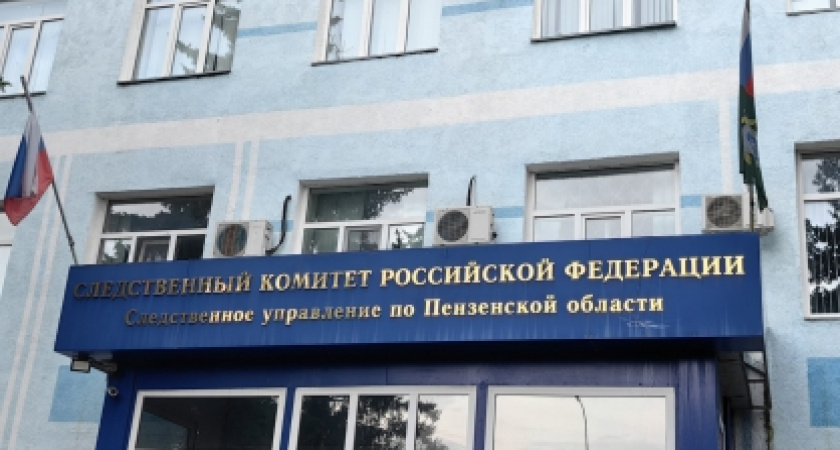 СЛЕДСТВЕННЫЙ КОМИТЕТ РОССИЙСКОЙ ФЕДЕРАЦИИ
Следственное управление по Пензенской области